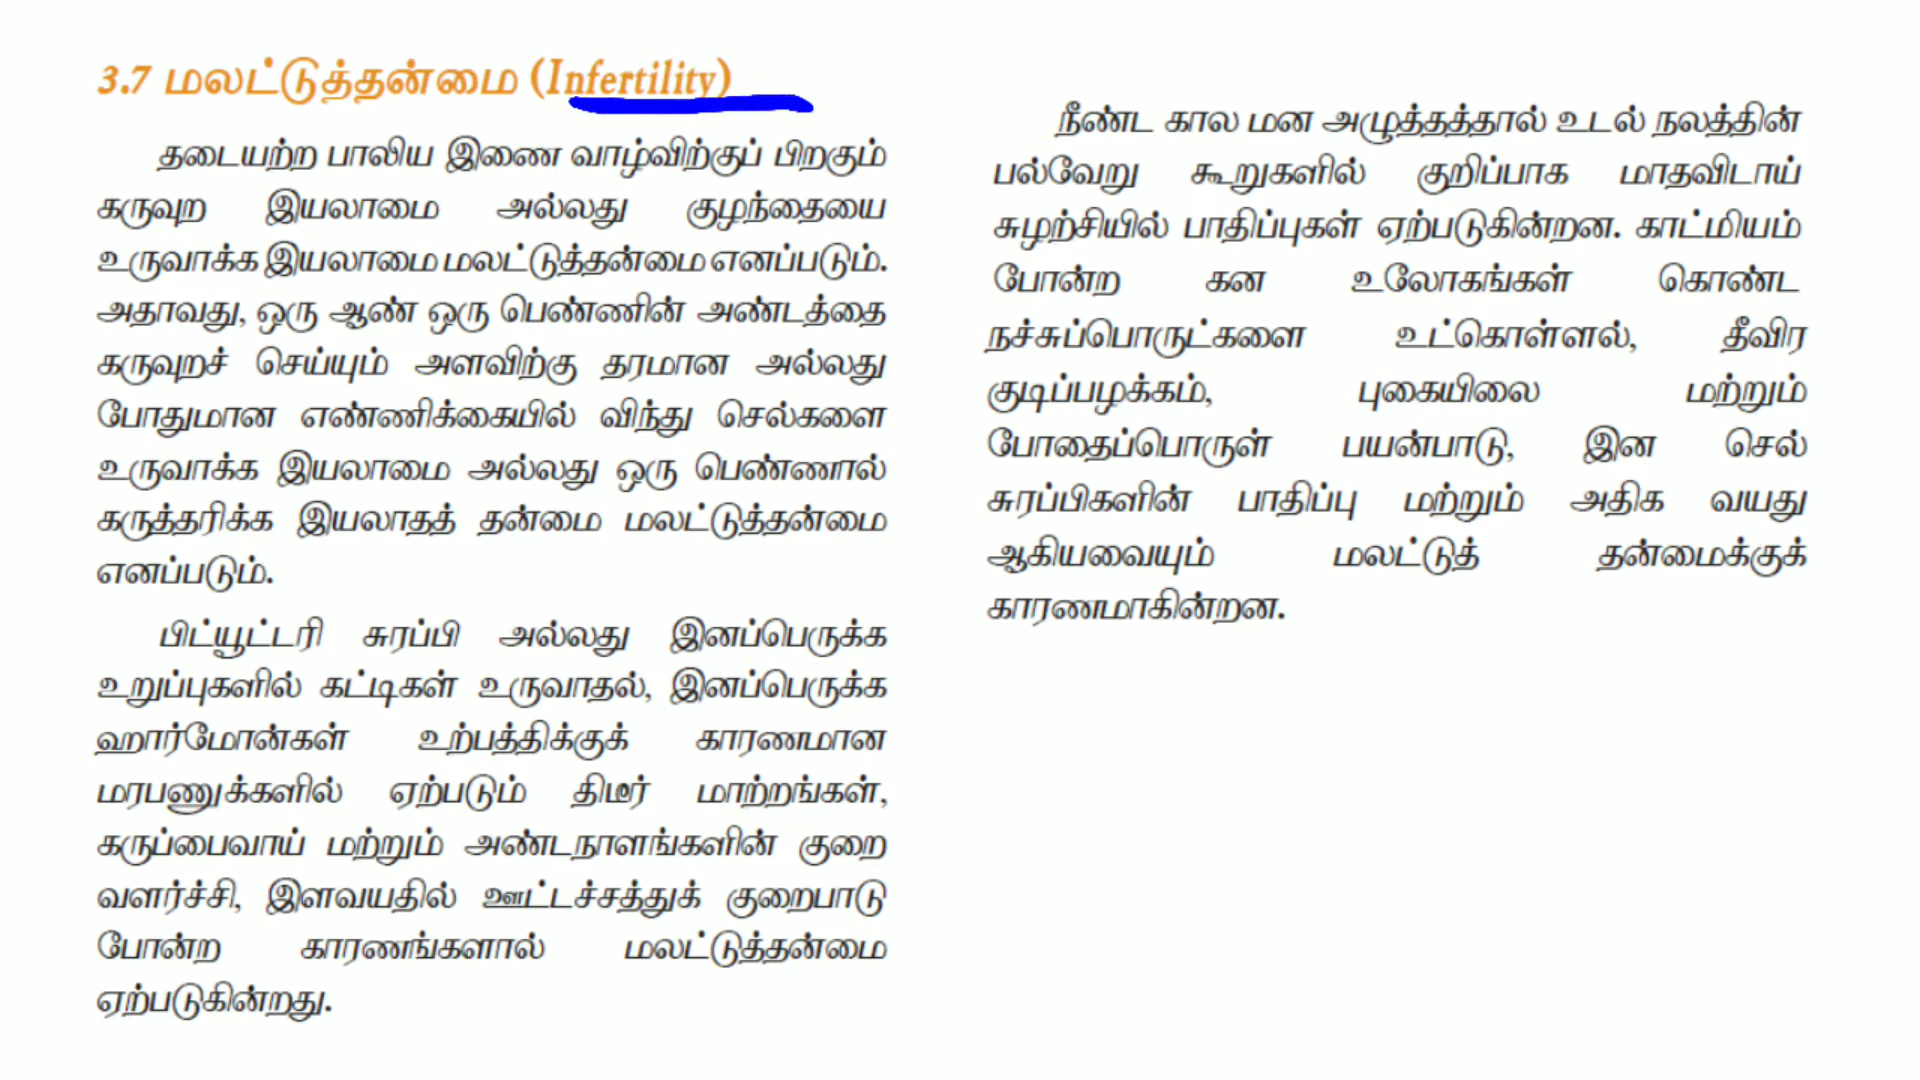 3.7 மலட்டுத்தன்மை (Infertility)
தடையற்ற பாலிய இணை வாழ்விற்குப் பிறகும்
கருவுற இயலாமை அல்லது குழந்தையை
உருவாக்க இயலாமை மலட்டுத்தன்மை எனப்படும்.
அதாவது, ஒரு ஆண் ஒரு பெண்ணின் அண்டத்தை
கருவுறச் செய்யும் அளவிற்கு தரமான அல்லது
போதுமான எண்ணிக்கையில் விந்து செல்களை
உருவாக்க இயலாமை அல்லது ஒரு பெண்ணால்
கருத்தரிக்க இயலாதத் தன்மை மலட்டுத்தன்மை
எனப்படும்.
பிட்யூட்டரி சுரப்பி அல்லது இனப்பெருக்க
உறுப்புகளில் கட்டிகள் உருவாதல், இனப்பெருக்க
ஹார்மோன்கள் உற்பத்திக்குக் காரணமான
மரபணுக்களில் ஏற்படும் திடீர் மாற்றங்கள்,
கருப்பைவாய் மற்றும் அண்டநாளங்களின் குறை
வளர்ச்சி, இளவயதில் ஊட்டச்சத்துக் குறைபாடு
போன்ற காரணங்களால் மலட்டுத்தன்மை
ஏற்படுகின்றது.
நீண்ட கால மன அழுத்தத்தால் உடல் நலத்தின்
பல்வேறு கூறுகளில் குறிப்பாக மாதவிடாய்
சுழற்சியில் பாதிப்புகள் ஏற்படுகின்றன. காட்மியம்
போன்ற கன உலோகங்கள் கொண்ட
நச்சுப்பொருட்களை உட்கொள்ளல், தீவிர
குடிப்பழக்கம், புகையிலை மற்றும்
போதைப்பொருள் பயன்பாடு, இன செல்
சுரப்பிகளின் பாதிப்பு மற்றும் அதிக வயது
ஆகியவையும் மலட்டுத் தன்மைக்குக்
காரணமாகின்றன.